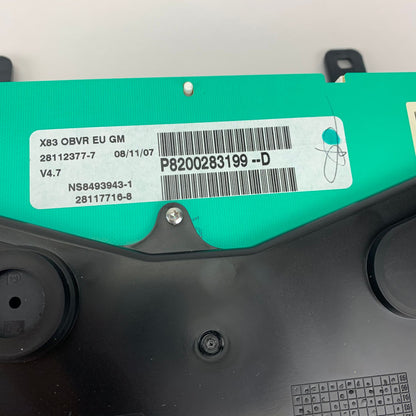 X83 OBVR EU GM
28112377-7 08/11/07
V4.7
P8200283199--D
NS8493943-1
28117716-8